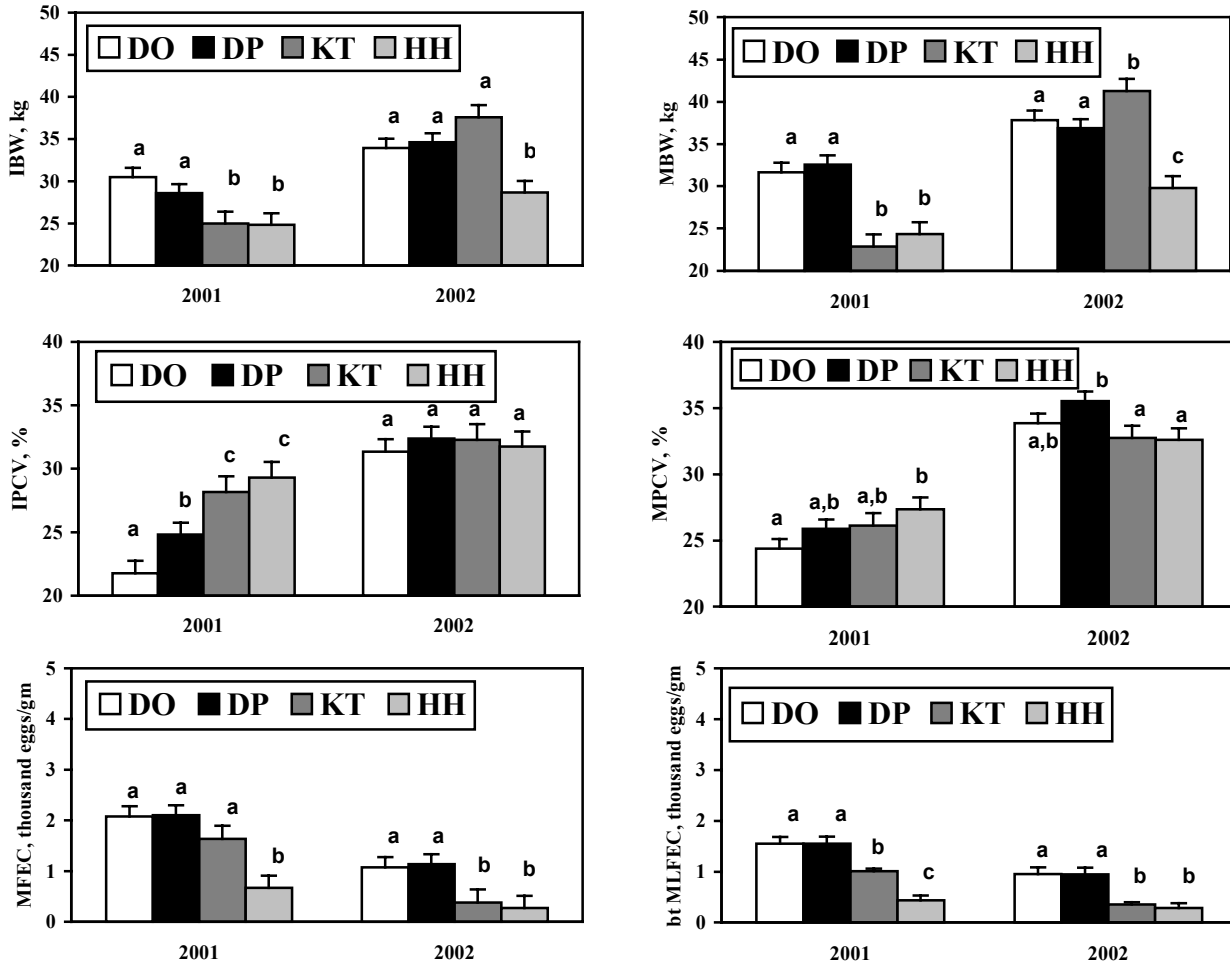 IBW, kg
50
45
40
35
30
25
20
DO DP KT HH
a a b b
a a a b
2001 2002
MBW, kg
50
45
40
35
30
25
20
DO DP KT HH
a a b b
a a b c
2001 2002
IPCV, %
40
35
30
25
20
DO DP KT HH
a b c c
a a a a
2001 2002
MPCV, %
40
35
30
25
20
DO DP KT HH
a a,b a,b b
a,b b a a
2001 2002
MFEC, thousand eggs/gm
5
4
3
2
1
0
DO DP KT HH
a a a b
a a b b
2001 2002
bt MLFEC, thousand eggs/gm
5
4
3
2
1
0
DO DP KT HH
a a b c
a a b b
2001 2002